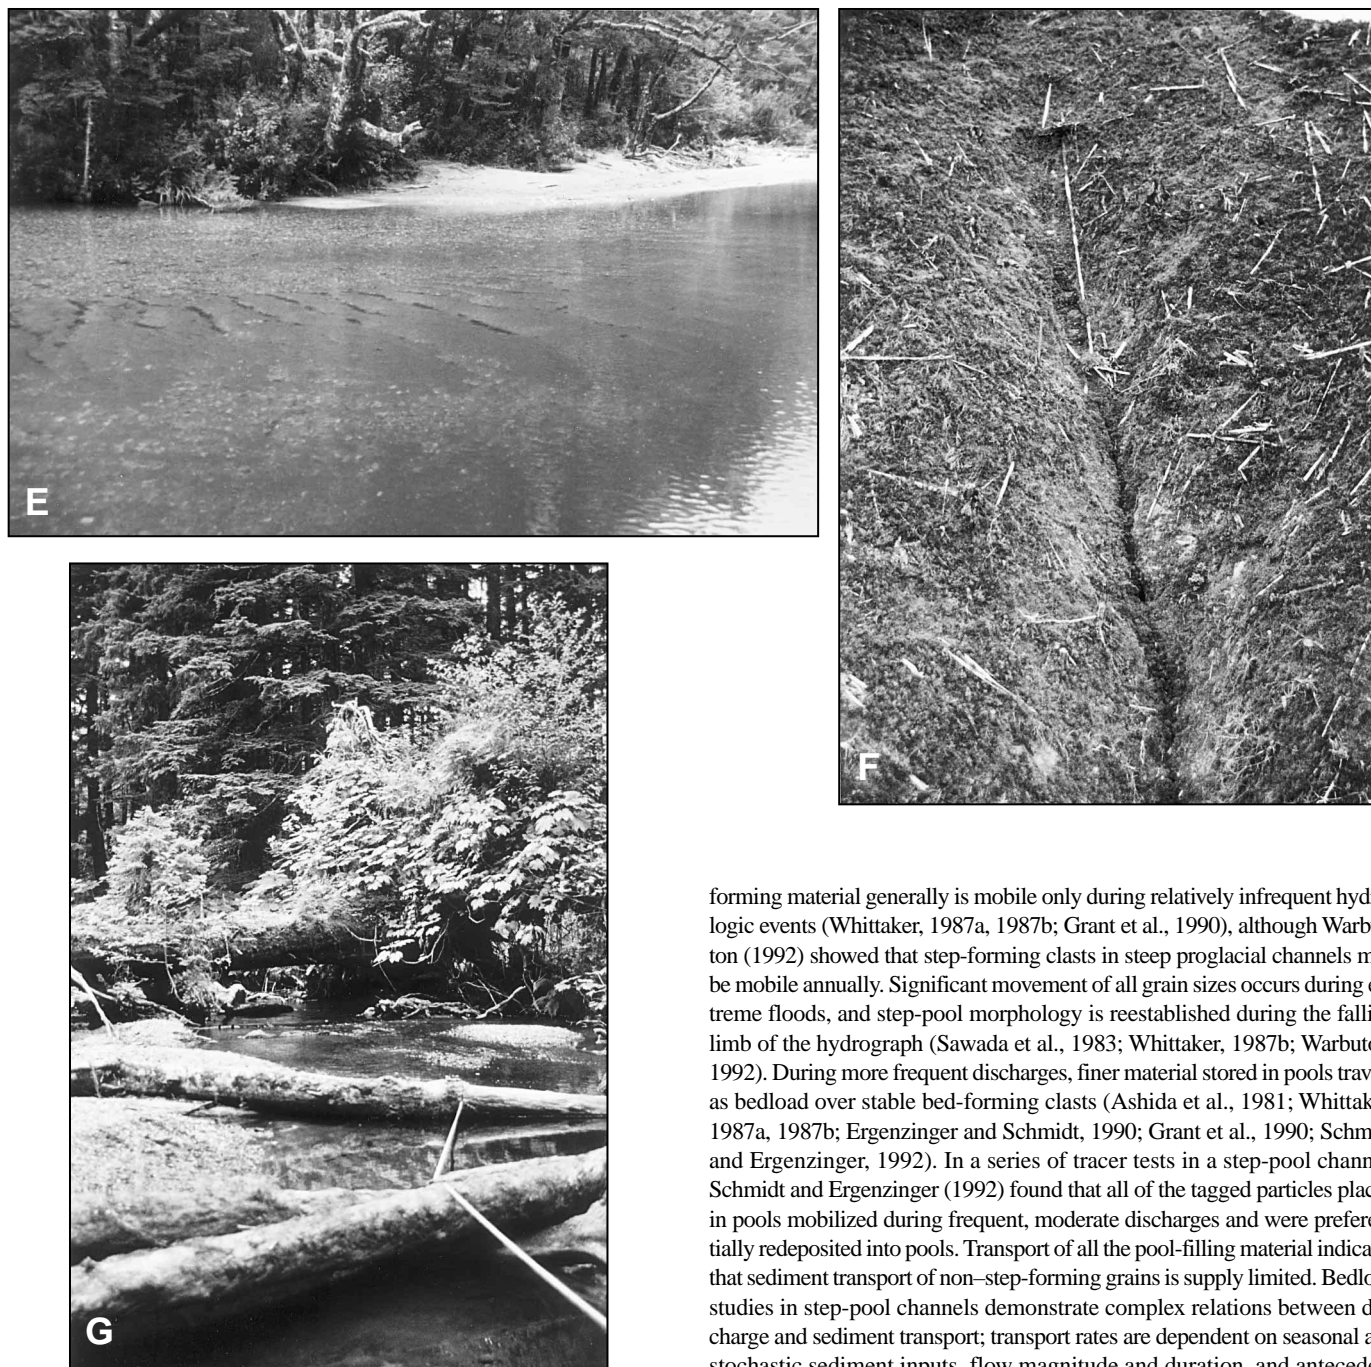 E
F
G
forming material generally is mobile only during relatively infrequent hyd
logic events (Whittaker, 1987a, 1987b; Grant et al., 1990), although Warb
ton (1992) showed that step-forming clasts in steep proglacial channels m
be mobile annually. Significant movement of all grain sizes occurs during e
treme floods, and step-pool morphology is reestablished during the falli
limb of the hydrograph (Sawada et al., 1983; Whittaker, 1987b; Warbut
1992). During more frequent discharges, finer material stored in pools trav
as bedload over stable bed-forming clasts (Ashida et al., 1981; Whittak
1987a, 1987b; Ergenzinger and Schmidt, 1990; Grant et al., 1990; Schm
and Ergenzinger, 1992). In a series of tracer tests in a step-pool chann
Schmidt and Ergenzinger (1992) found that all of the tagged particles plac
in pools mobilized during frequent, moderate discharges and were prefere
tially redeposited into pools. Transport of all the pool-filling material indica
that sediment transport of non–step-forming grains is supply limited. Bedlo
studies in step-pool channels demonstrate complex relations between d
charge and sediment transport; transport rates are dependent on seasonal a
stochastic sediment inputs, flow magnitude and duration, and anteced